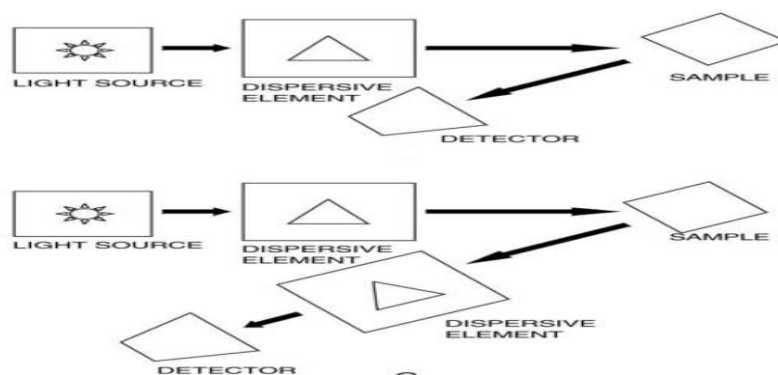 LIGHT SOURCE
DISPERSIVE
ELEMENT
SAMPLE
DETECTOR
LIGHT SOURCE
DISPERSIVE
ELEMENT
SAMPLE
DISPERSIVE
ELEMENT
DETECTOR